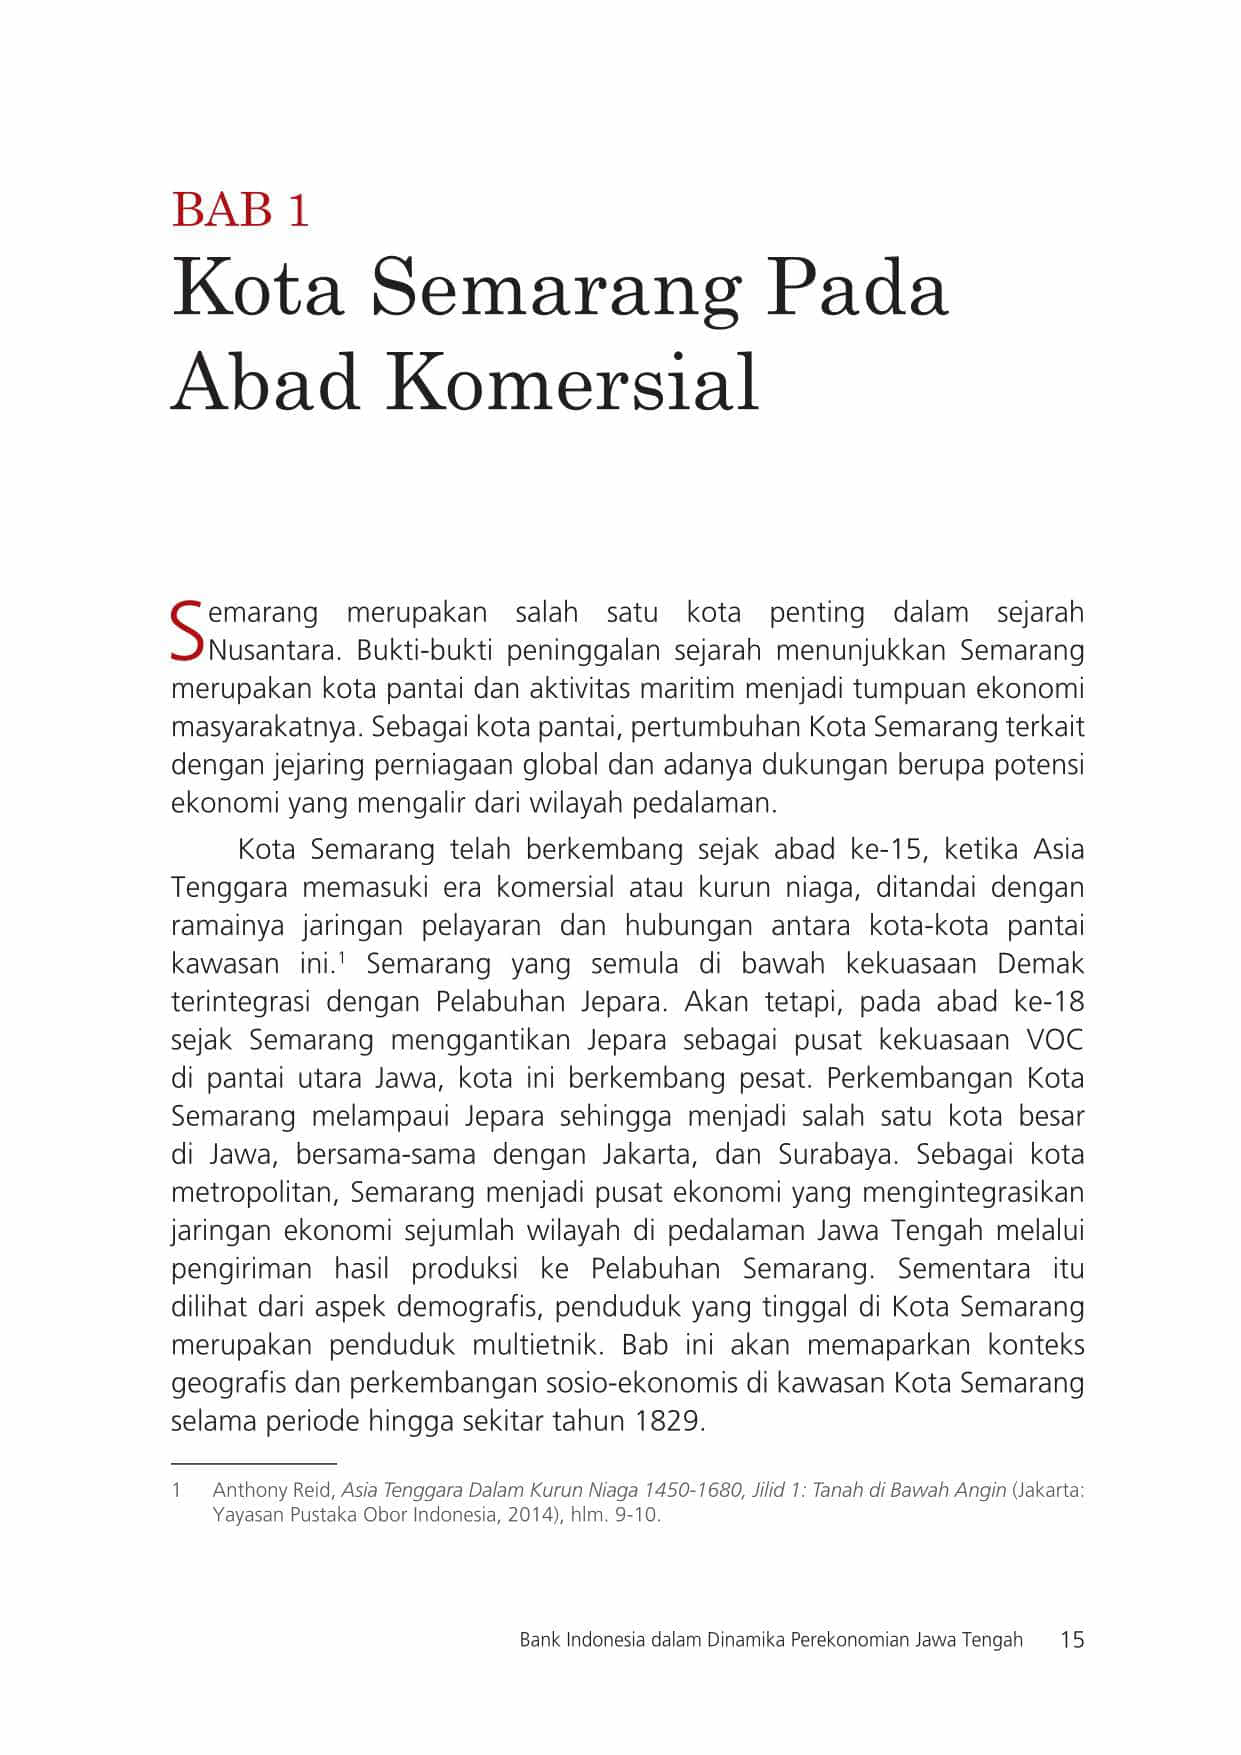 BAB 1
Kota Semarang Pada
Abad Komersial
Semarang merupakan salah satu kota penting dalam sejarah
Nusantara. Bukti-bukti peninggalan sejarah menunjukkan Semarang
merupakan kota pantai dan aktivitas maritim menjadi tumpuan ekonomi
masyarakatnya. Sebagai kota pantai, pertumbuhan Kota Semarang terkait
dengan jejaring perniagaan global dan adanya dukungan berupa potensi
ekonomi yang mengalir dari wilayah pedalaman.
Kota Semarang telah berkembang sejak abad ke-15, ketika Asia
Tenggara memasuki era komersial atau kurun niaga, ditandai dengan
ramainya jaringan pelayaran dan hubungan antara kota-kota pantai
kawasan ini.¹ Semarang yang semula di bawah kekuasaan Demak
terintegrasi dengan Pelabuhan Jepara. Akan tetapi, pada abad ke-18
sejak Semarang menggantikan Jepara sebagai pusat kekuasaan VOC
di pantai utara Jawa, kota ini berkembang pesat. Perkembangan Kota
Semarang melampaui Jepara sehingga menjadi salah satu kota besar
di Jawa, bersama-sama dengan Jakarta, dan Surabaya. Sebagai kota
metropolitan, Semarang menjadi pusat ekonomi yang mengintegrasikan
jaringan ekonomi sejumlah wilayah di pedalaman Jawa Tengah melalui
pengiriman hasil produksi ke Pelabuhan Semarang. Sementara itu
dilihat dari aspek demografis, penduduk yang tinggal di Kota Semarang
merupakan penduduk multietnik. Bab ini akan memaparkan konteks
geografis dan perkembangan sosio-ekonomis di kawasan Kota Semarang
selama periode hingga sekitar tahun 1829.
1 Anthony Reid, Asia Tenggara Dalam Kurun Niaga 1450-1680, Jilid 1: Tanah di Bawah Angin (Jakarta:
Yayasan Pustaka Obor Indonesia, 2014), hlm. 9-10.
Bank Indonesia dalam Dinamika Perekonomian Jawa Tengah 15